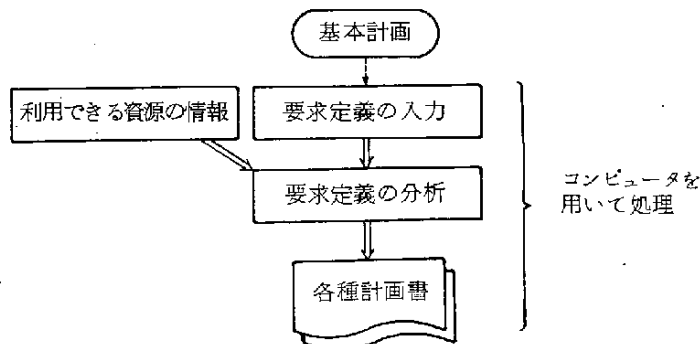 基本計画
利用できる資源の情報
要求定義の入力
要求定義の分析
コンピュータを
用いて処理
各種計画書